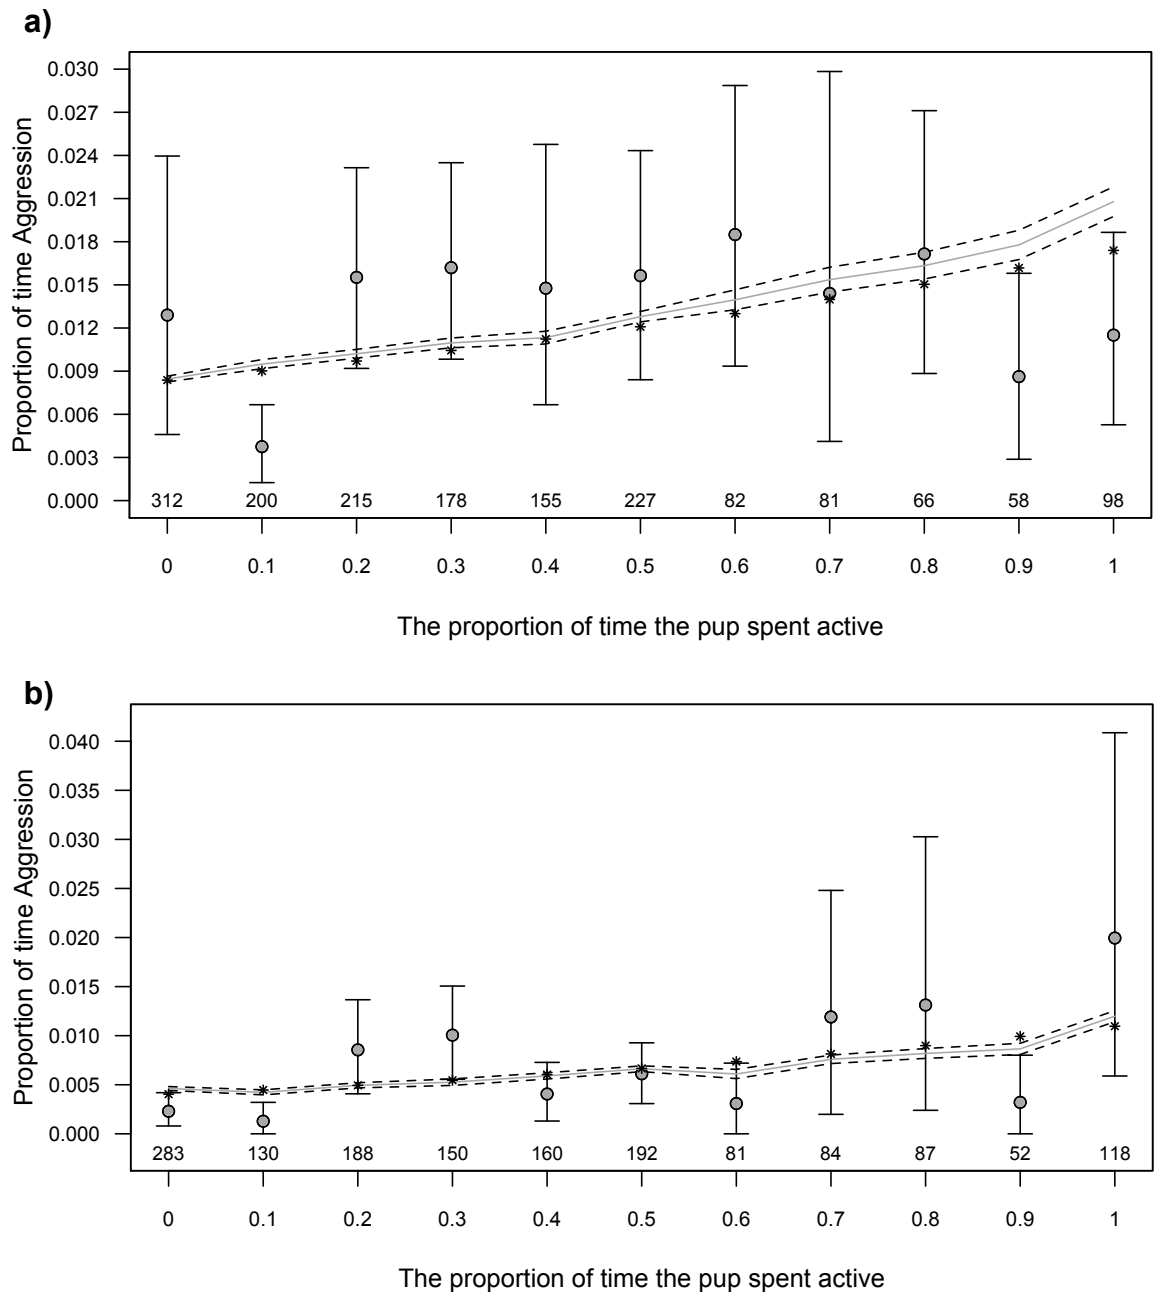 a)
Proportion of time Aggression
0.030
0.027
0.024
0.021
0.018
0.015
0.012
0.009
0.006
0.003
0.000
312 200 215 178 155 227 82 81 66 58 98
0 0.1 0.2 0.3 0.4 0.5 0.6 0.7 0.8 0.9 1
The proportion of time the pup spent active
b)
Proportion of time Aggression
0.040
0.035
0.030
0.025
0.020
0.015
0.010
0.005
0.000
283 130 188 150 160 192 81 84 87 52 118
0 0.1 0.2 0.3 0.4 0.5 0.6 0.7 0.8 0.9 1
The proportion of time the pup spent active